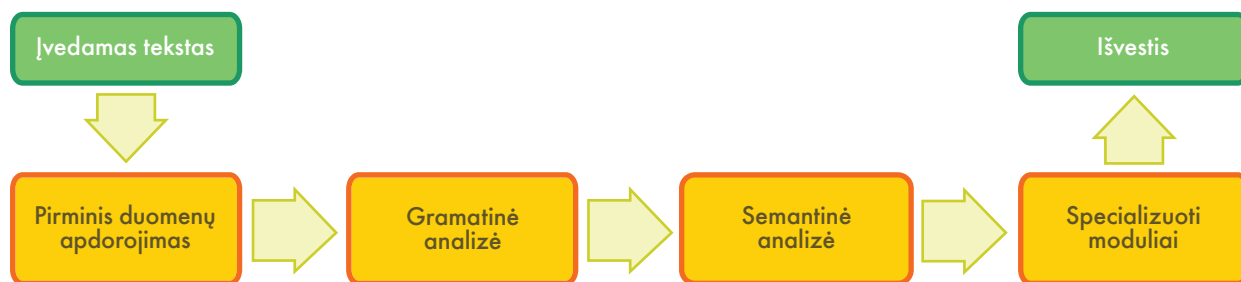 Įvedamas tekstas
Išvestis
Pirminis duomenų
apdorojimas
Gramatinė
analizė
Semantinė
analizė
Specializuoti
moduliai